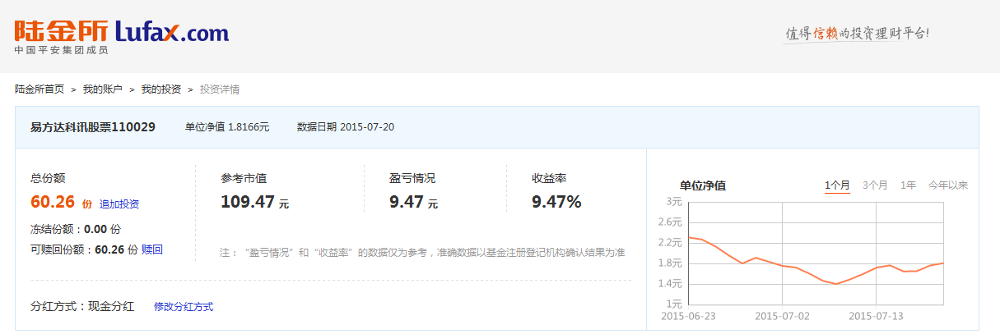 陆金所 Lufax.com
中国平安集团成员
值得信赖的投资理财平台!
陆金所首页 > 我的账户 > 我的投资 > 投资详情
易方达科讯股票110029 单位净值 1.8166元 数据日期 2015-07-20
总份额 参考市值 盈亏情况 收益率
60.26 份 追加投资 109.47 元 9.47 元 9.47%
冻结份额：0.00 份
可赎回份额：60.26 份 赎回
注：“盈亏情况”和“收益率”的数据仅为参考，准确数据以基金注册登记机构确认结果为准
分红方式：现金分红 修改分红方式
单位净值 1个月 3个月 1年 今年以来
3元
2.6元
2.2元
1.8元
1.4元
1元
2015-06-23 2015-07-02 2015-07-13